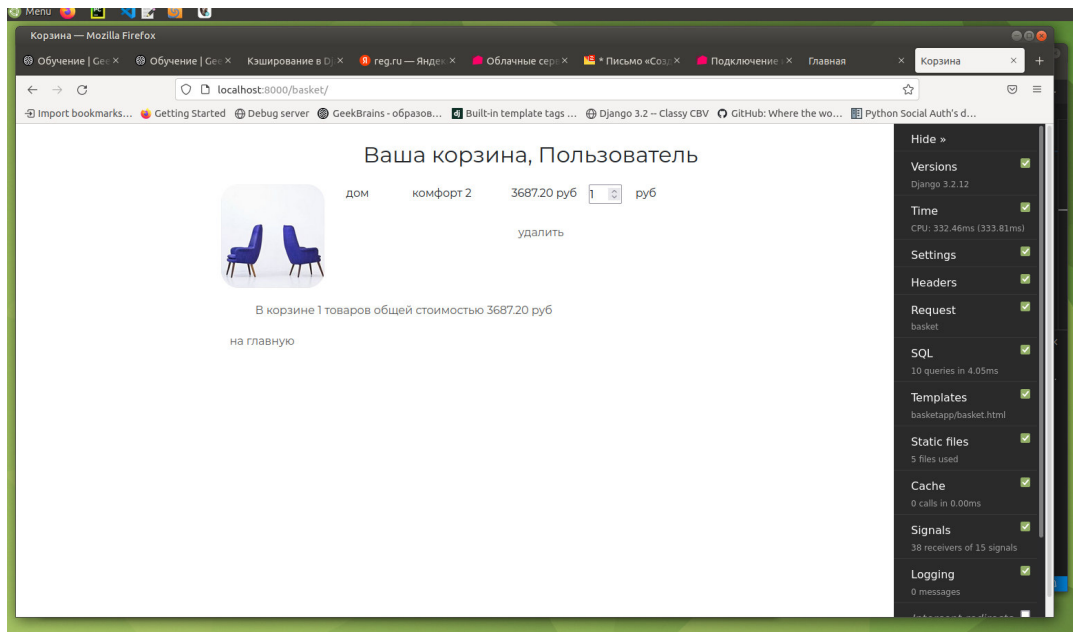 Menu
Корзина — Mozilla Firefox
Обучение | Gee
Обучение | Gee
Кэширование в Dj
reg.ru — Яндек
Облачные серв
* Письмо «Созд
Подключение
Главная
Корзина
localhost:8000/basket/
Import bookmarks...
Getting Started
Debug server
GeekBrains - образов...
Built-in template tags ...
Django 3.2 -- Classy CBV
GitHub: Where the wo...
Python Social Auth's d...
Ваша корзина, Пользователь
дом комфорт 2 3687.20 руб 1 руб
удалить
В корзине 1 товаров общей стоимостью 3687.20 руб
на главную
Hide »
Versions
Django 3.2.12
Time
CPU: 332.46ms (333.81ms)
Settings
Headers
Request
basket
SQL
10 queries in 4.05ms
Templates
basketapp/basket.html
Static files
5 files used
Cache
0 calls in 0.00ms
Signals
38 receivers of 15 signals
Logging
0 messages